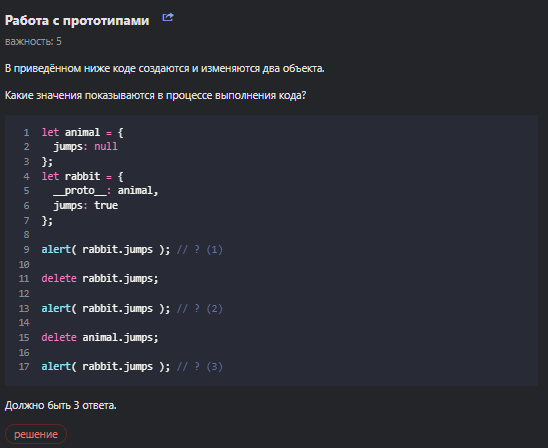 Работа с прототипами
важность: 5
В приведённом ниже коде создаются и изменяются два объекта.
Какие значения показываются в процессе выполнения кода?
1 let animal = {
2   jumps: null
3 };
4 let rabbit = {
5   __proto__: animal,
6   jumps: true
7 };
8
9 alert( rabbit.jumps ); // ? (1)
10
11 delete rabbit.jumps;
12
13 alert( rabbit.jumps ); // ? (2)
14
15 delete animal.jumps;
16
17 alert( rabbit.jumps ); // ? (3)
Должно быть 3 ответа.
решение